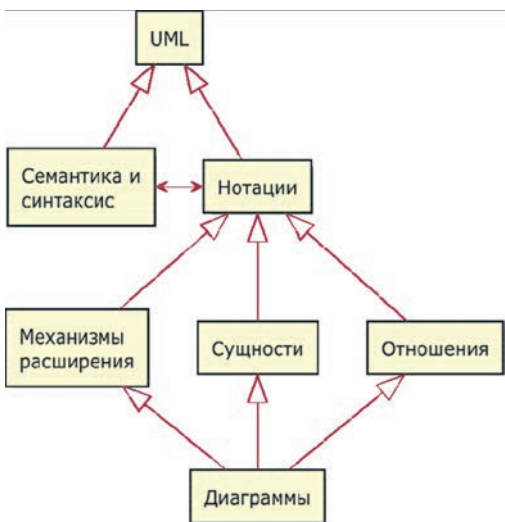 UML
Семантика и
синтаксис
Нотации
Механизмы
расширения
Сущности
Отношения
Диаграммы